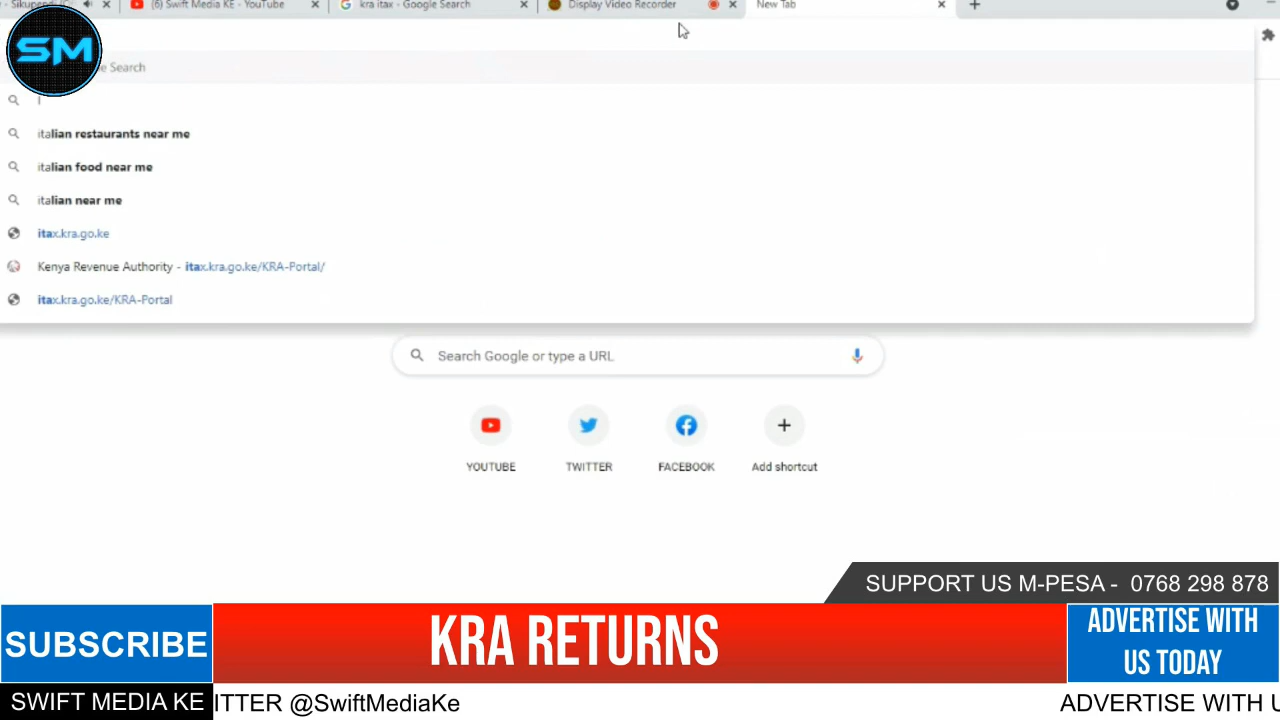 - Sikupend
(6) Swift Media KE - YouTube
kra itax - Google Search
Display Video Recorder
New Tab
SM
e Search
italian restaurants near me
italian food near me
italian near me
itax.kra.go.ke
Kenya Revenue Authority - itax.kra.go.ke/KRA-Portal/
itax.kra.go.ke/KRA-Portal
Search Google or type a URL
YOUTUBE
TWITTER
FACEBOOK
Add shortcut
SUPPORT US M-PESA - 0768 298 878
SUBSCRIBE
KRA RETURNS
ADVERTISE WITH
US TODAY
SWIFT MEDIA KE
ITTER @SwiftMediaKe
ADVERTISE WITH U